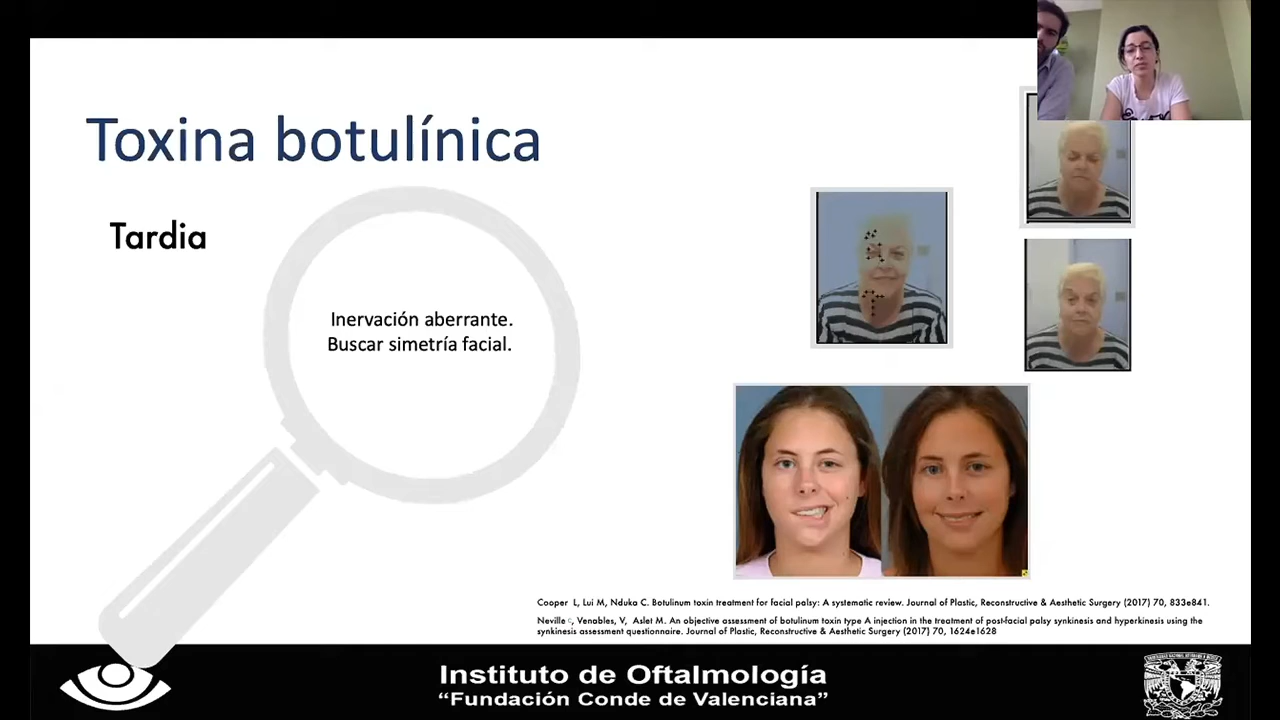 Toxina botulínica
Tardia
Inervación aberrante.
Buscar simetría facial.
Cooper L, Lui M, Nduka C. Botulinum toxin treatment for facial palsy: A systematic review. Journal of Plastic, Reconstructive & Aesthetic Surgery (2017) 70, 833e841.
Neville C, Venables, V, Aslet M. An objective assessment of botulinum toxin type A injection in the treatment of post-facial palsy synkinesis and hyperkinesis using the
synkinesis assessment questionnaire. Journal of Plastic, Reconstructive & Aesthetic Surgery (2017) 70, 1624e1628
Instituto de Oftalmología
“Fundación Conde de Valenciana”